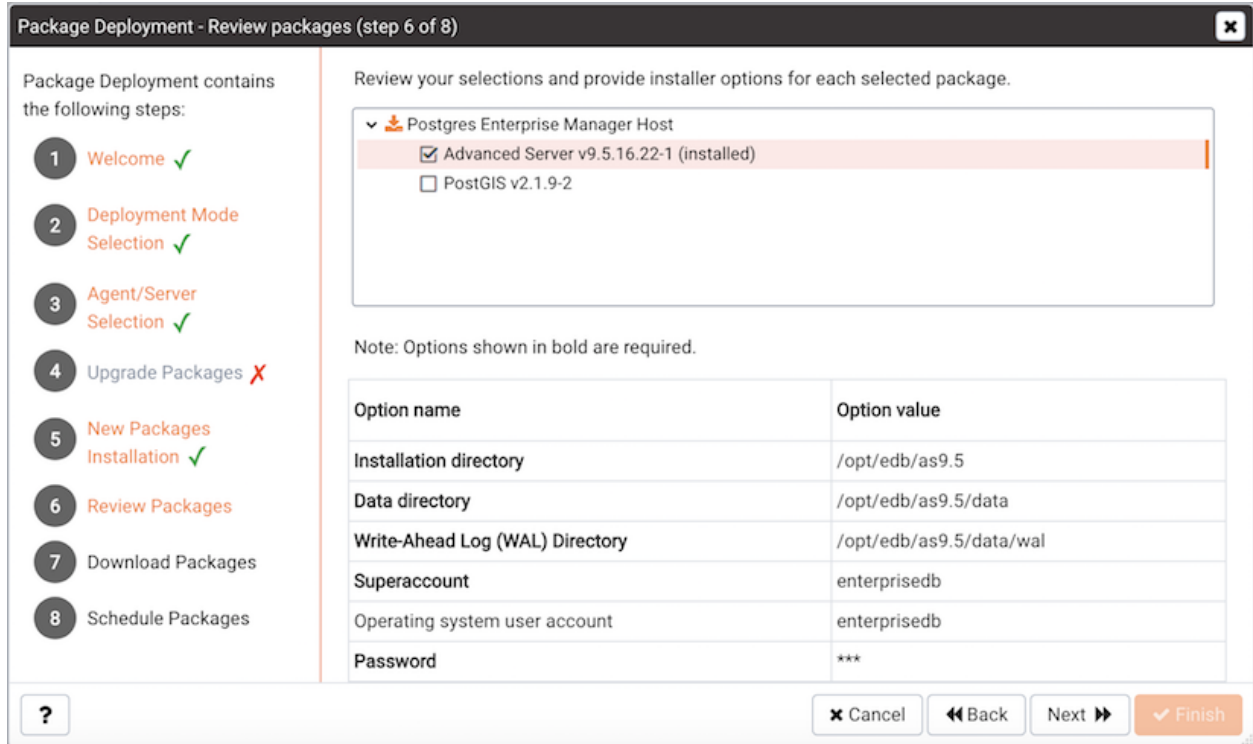 Package Deployment - Review packages (step 6 of 8)
Package Deployment contains
the following steps:
1 Welcome
2 Deployment Mode
Selection
3 Agent/Server
Selection
4 Upgrade Packages
5 New Packages
Installation
6 Review Packages
7 Download Packages
8 Schedule Packages
Review your selections and provide installer options for each selected package.
Postgres Enterprise Manager Host
Advanced Server v9.5.16.22-1 (installed)
PostGIS v2.1.9-2
Note: Options shown in bold are required.
Option name Option value
Installation directory /opt/edb/as9.5
Data directory /opt/edb/as9.5/data
Write-Ahead Log (WAL) Directory /opt/edb/as9.5/data/wal
Superaccount enterprisedb
Operating system user account enterprisedb
Password ***
? Cancel Back Next Finish